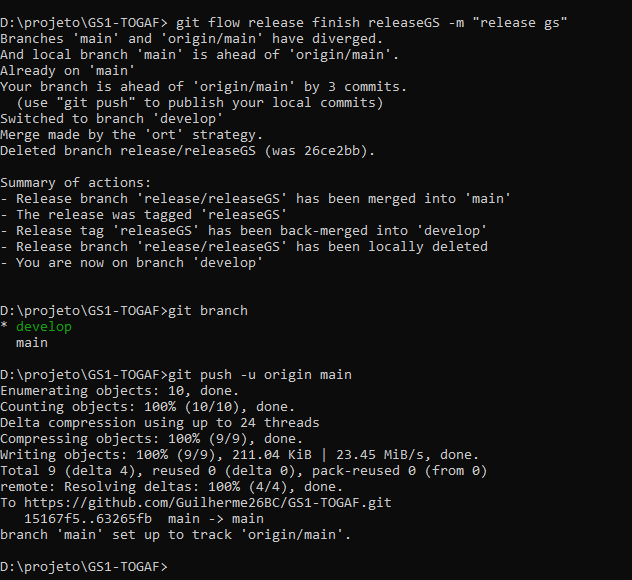 D:\projeto\GS1-TOGAF> git flow release finish releaseGS -m "release gs"
Branches 'main' and 'origin/main' have diverged.
And local branch 'main' is ahead of 'origin/main'.
Already on 'main'
Your branch is ahead of 'origin/main' by 3 commits.
  (use "git push" to publish your local commits)
Switched to branch 'develop'
Merge made by the 'ort' strategy.
Deleted branch release/releaseGS (was 26ce2bb).

Summary of actions:
- Release branch 'release/releaseGS' has been merged into 'main'
- The release was tagged 'releaseGS'
- Release tag 'releaseGS' has been back-merged into 'develop'
- Release branch 'release/releaseGS' has been locally deleted
- You are now on branch 'develop'

D:\projeto\GS1-TOGAF>git branch
* develop
  main

D:\projeto\GS1-TOGAF>git push -u origin main
Enumerating objects: 10, done.
Counting objects: 100% (10/10), done.
Delta compression using up to 24 threads
Compressing objects: 100% (9/9), done.
Writing objects: 100% (9/9), 211.04 KiB | 23.45 MiB/s, done.
Total 9 (delta 4), reused 0 (delta 0), pack-reused 0 (from 0)
remote: Resolving deltas: 100% (4/4), done.
To https://github.com/Guilherme26BC/GS1-TOGAF.git
   15167f5..63265fb  main -> main
branch 'main' set up to track 'origin/main'.

D:\projeto\GS1-TOGAF>